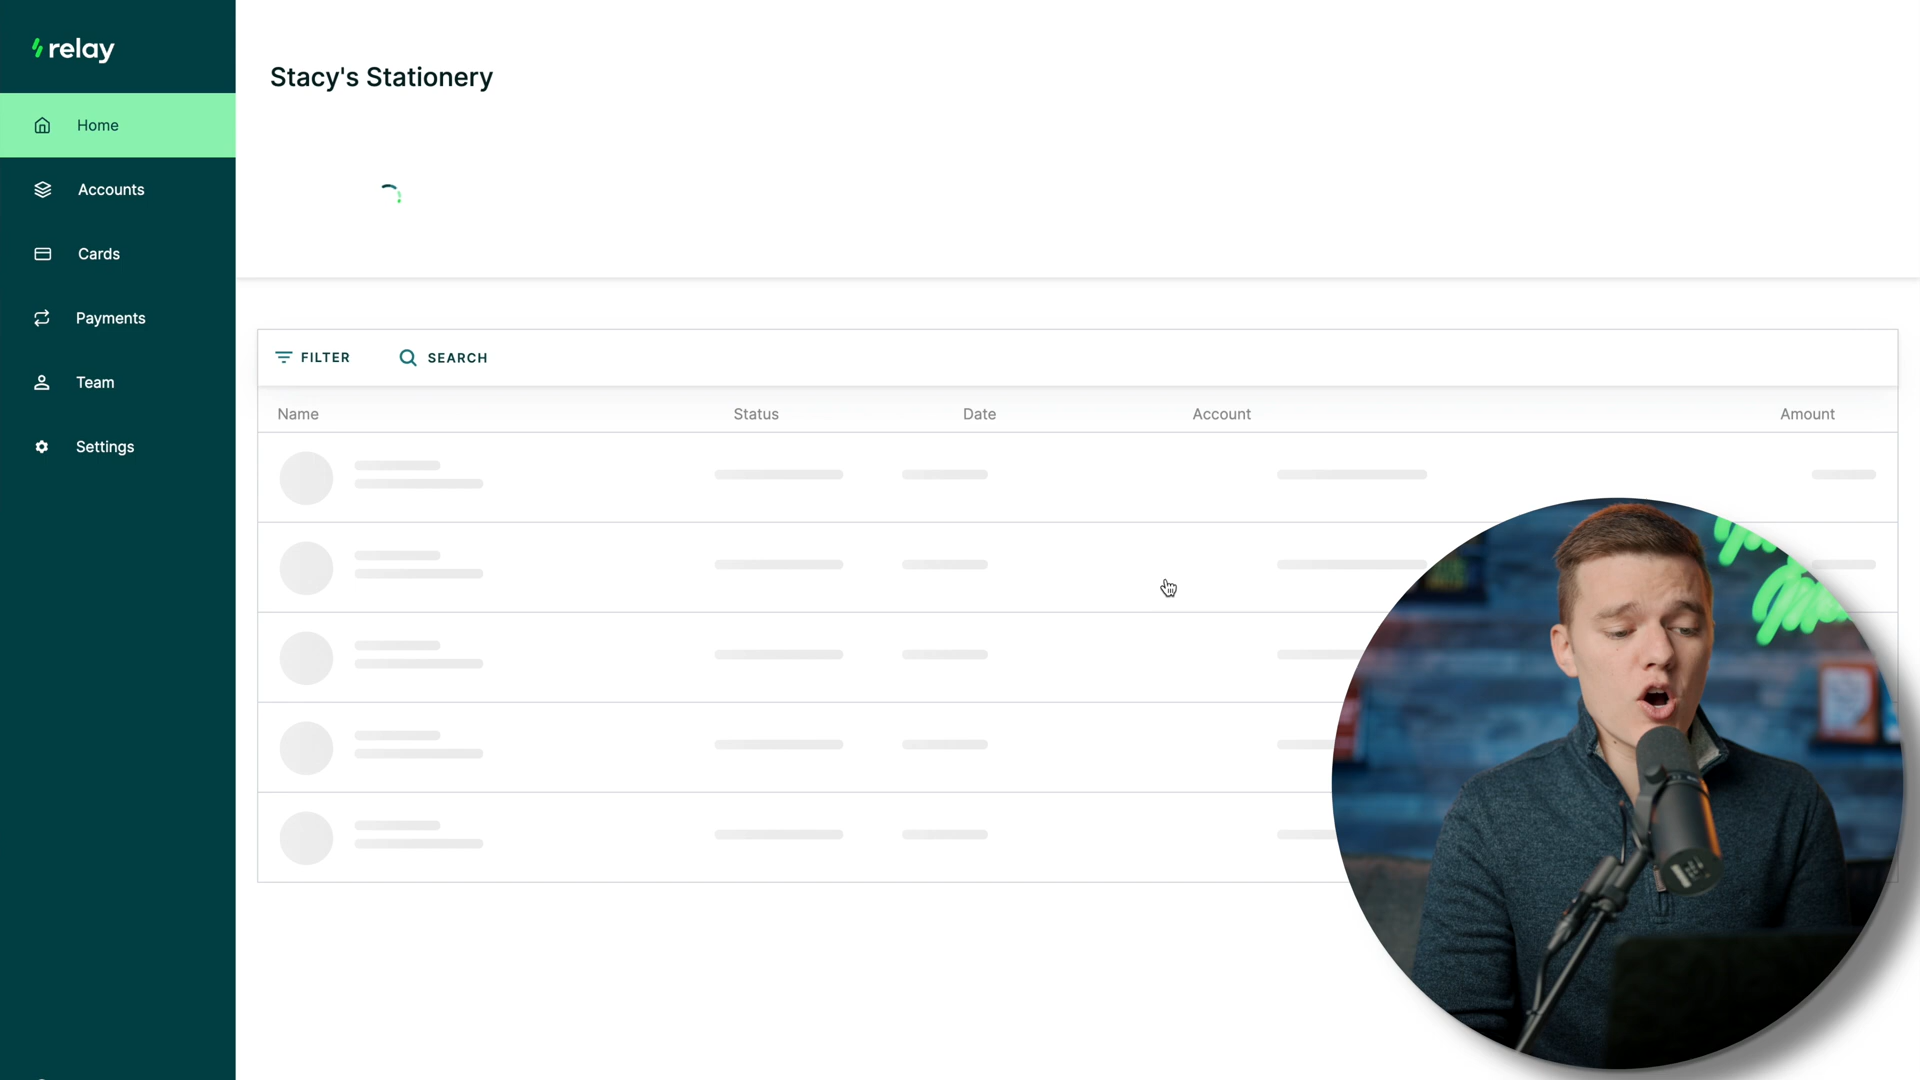 relay
Stacy's Stationery
Home
Accounts
Cards
Payments
Team
Settings
FILTER
SEARCH
Name
Status
Date
Account
Amount